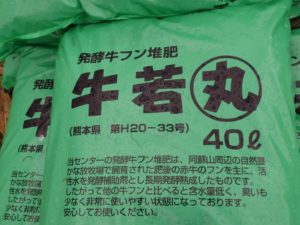 発酵牛フン堆肥
牛若丸
(熊本県 第H20-33号)
40ℓ
当センターの発酵牛フン堆肥は、阿蘇山周辺の自然豊
かな放牧場で飼育された肥後の赤牛のフンを主に、活
性水を発酵補助剤とし長期発酵熟成したものです。
したがって他の牛フンと比べると含水量低く、臭いも
少なく非常に使いやすい状態になっております。
安心してお使いください。